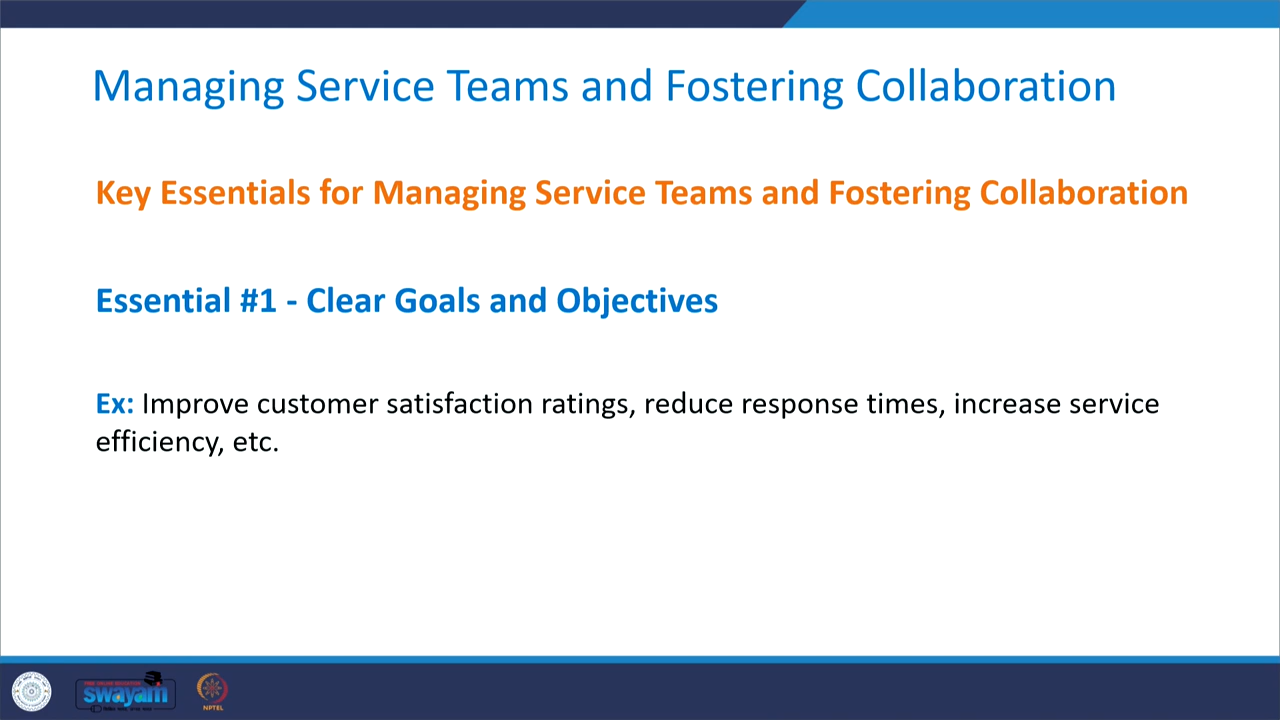 Managing Service Teams and Fostering Collaboration
Key Essentials for Managing Service Teams and Fostering Collaboration
Essential #1 - Clear Goals and Objectives
Ex: Improve customer satisfaction ratings, reduce response times, increase service
efficiency, etc.
swayam
NPTEL